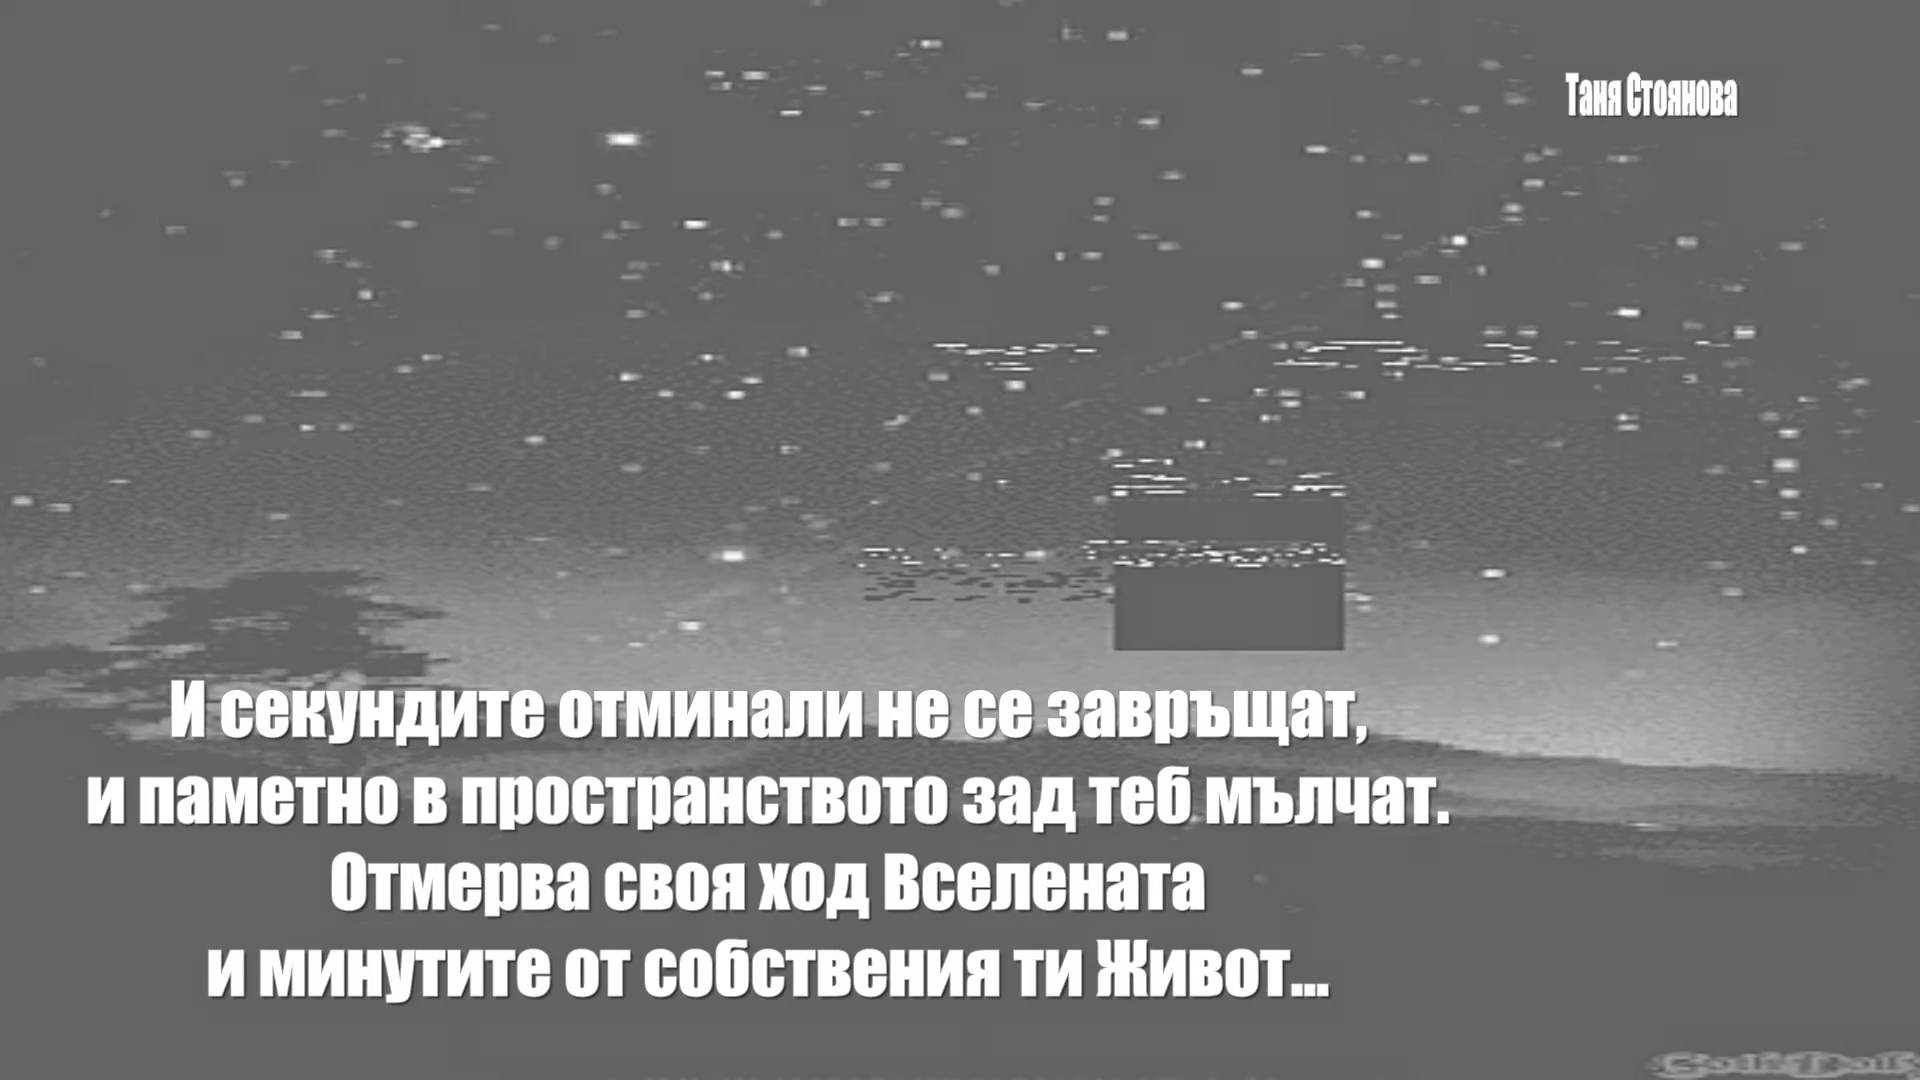 Таня Стоянова
И секундите отминали не се завръщат,
и паметно в пространството зад теб мълчат.
Отмерва своя ход Вселената
и минутите от собствения ти Живот...